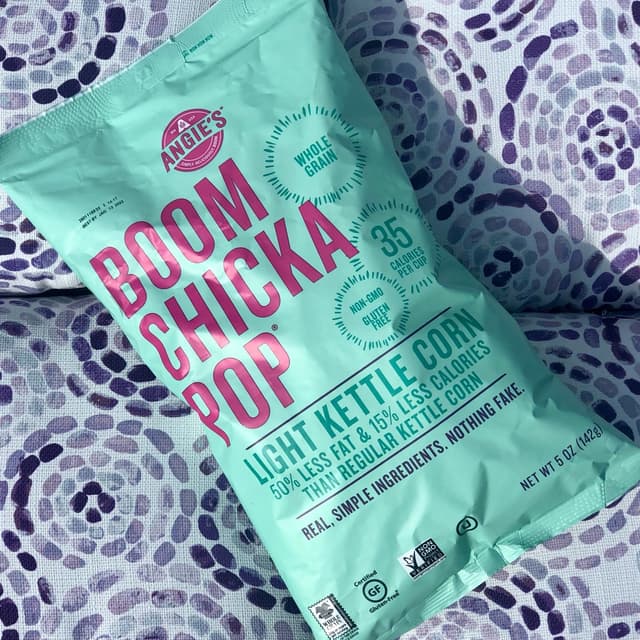 ANGIE'S
BOOM
CHICKA
POP®
WHOLE
GRAIN
35
CALORIES
PER CUP
NON-GMO
GLUTEN
FREE
LIGHT KETTLE CORN
50% LESS FAT & 15% LESS CALORIES
THAN REGULAR KETTLE CORN
REAL, SIMPLE INGREDIENTS. NOTHING FAKE.
NET WT 5 OZ (142g)
Certified
GF
Gluten-Free
NON
GMO